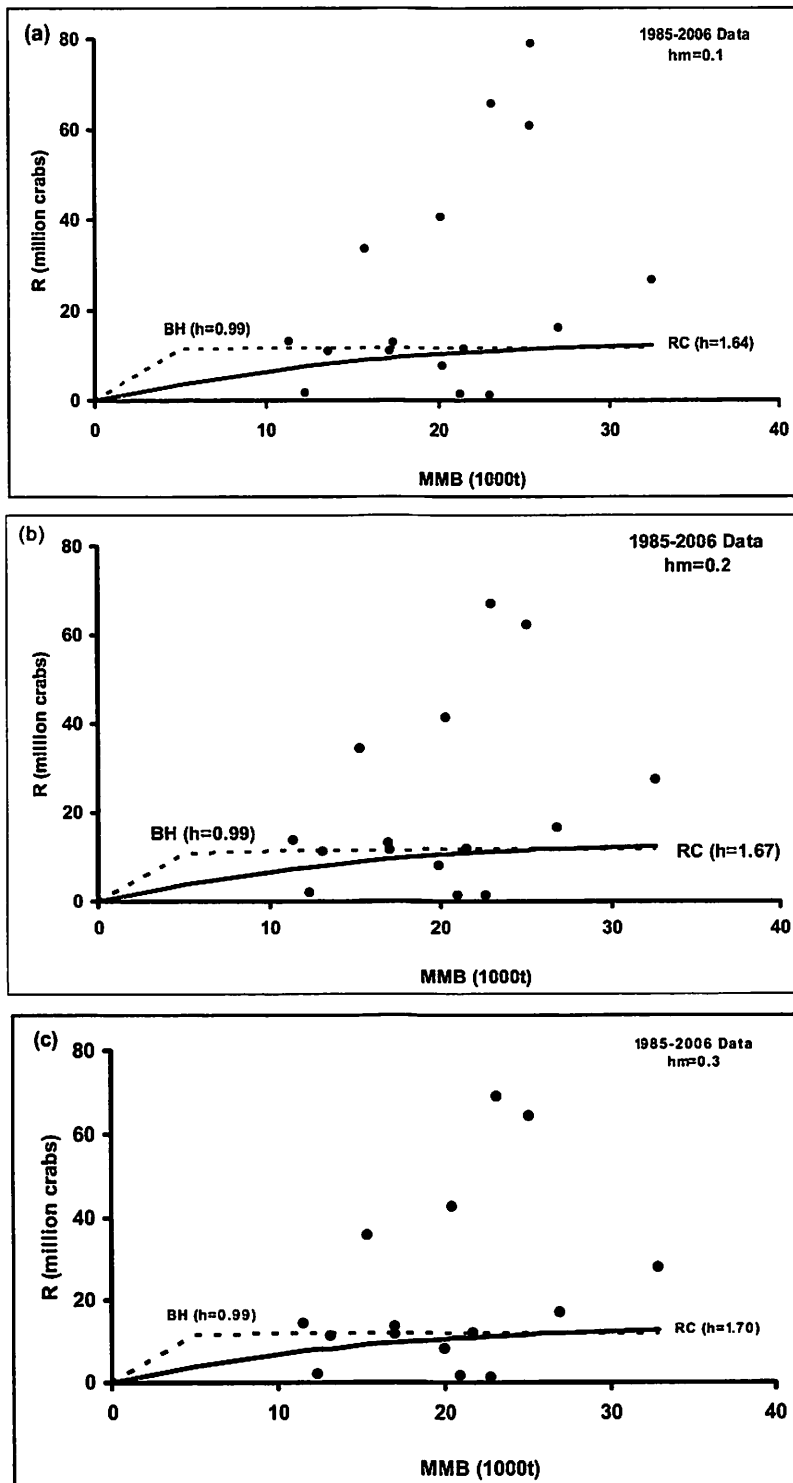 (a)
1985-2006 Data
hm=0.1
80
60
40
20
0
R (million crabs)
BH (h=0.99)
RC (h=1.64)
0 10 20 30 40
MMB (1000t)
(b)
1985-2006 Data
hm=0.2
80
60
40
20
0
R (million crabs)
BH (h=0.99)
RC (h=1.67)
0 10 20 30 40
MMB (1000t)
(c)
1985-2006 Data
hm=0.3
80
60
40
20
0
R (million crabs)
BH (h=0.99)
RC (h=1.70)
0 10 20 30 40
MMB (1000t)